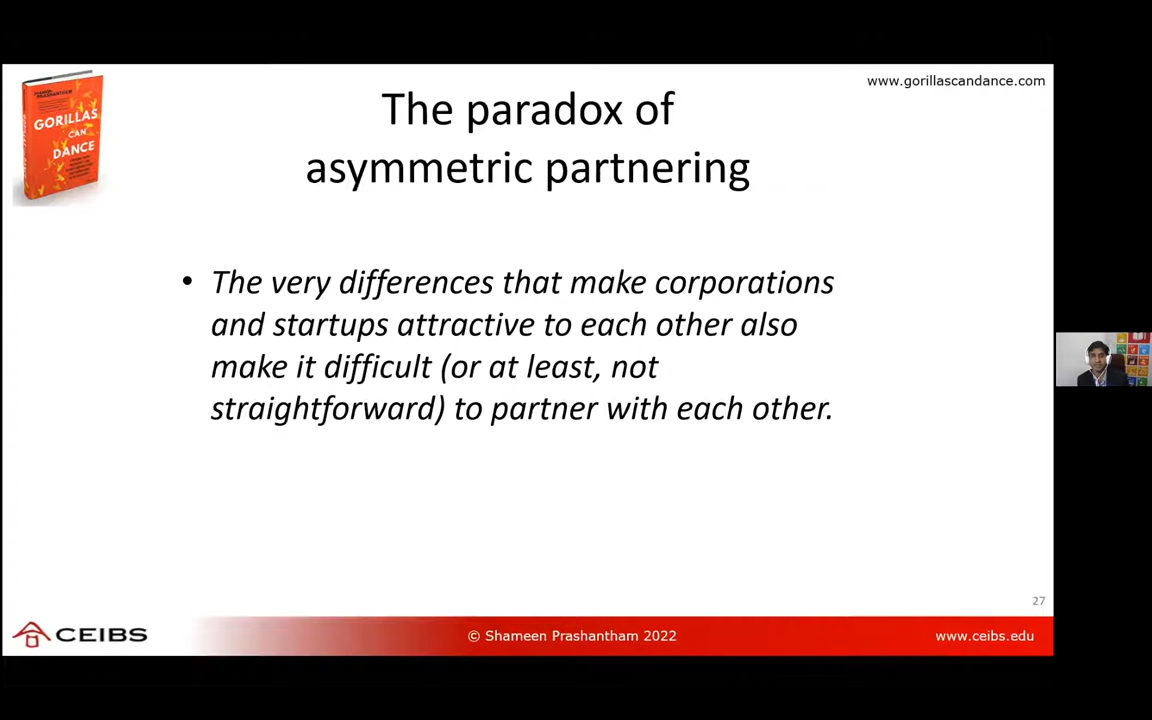 www.gorillascandance.com
GORILLAS
CAN
DANCE
The paradox of
asymmetric partnering
• The very differences that make corporations
and startups attractive to each other also
make it difficult (or at least, not
straightforward) to partner with each other.
27
CEIBS
© Shameen Prashantham 2022
www.ceibs.edu